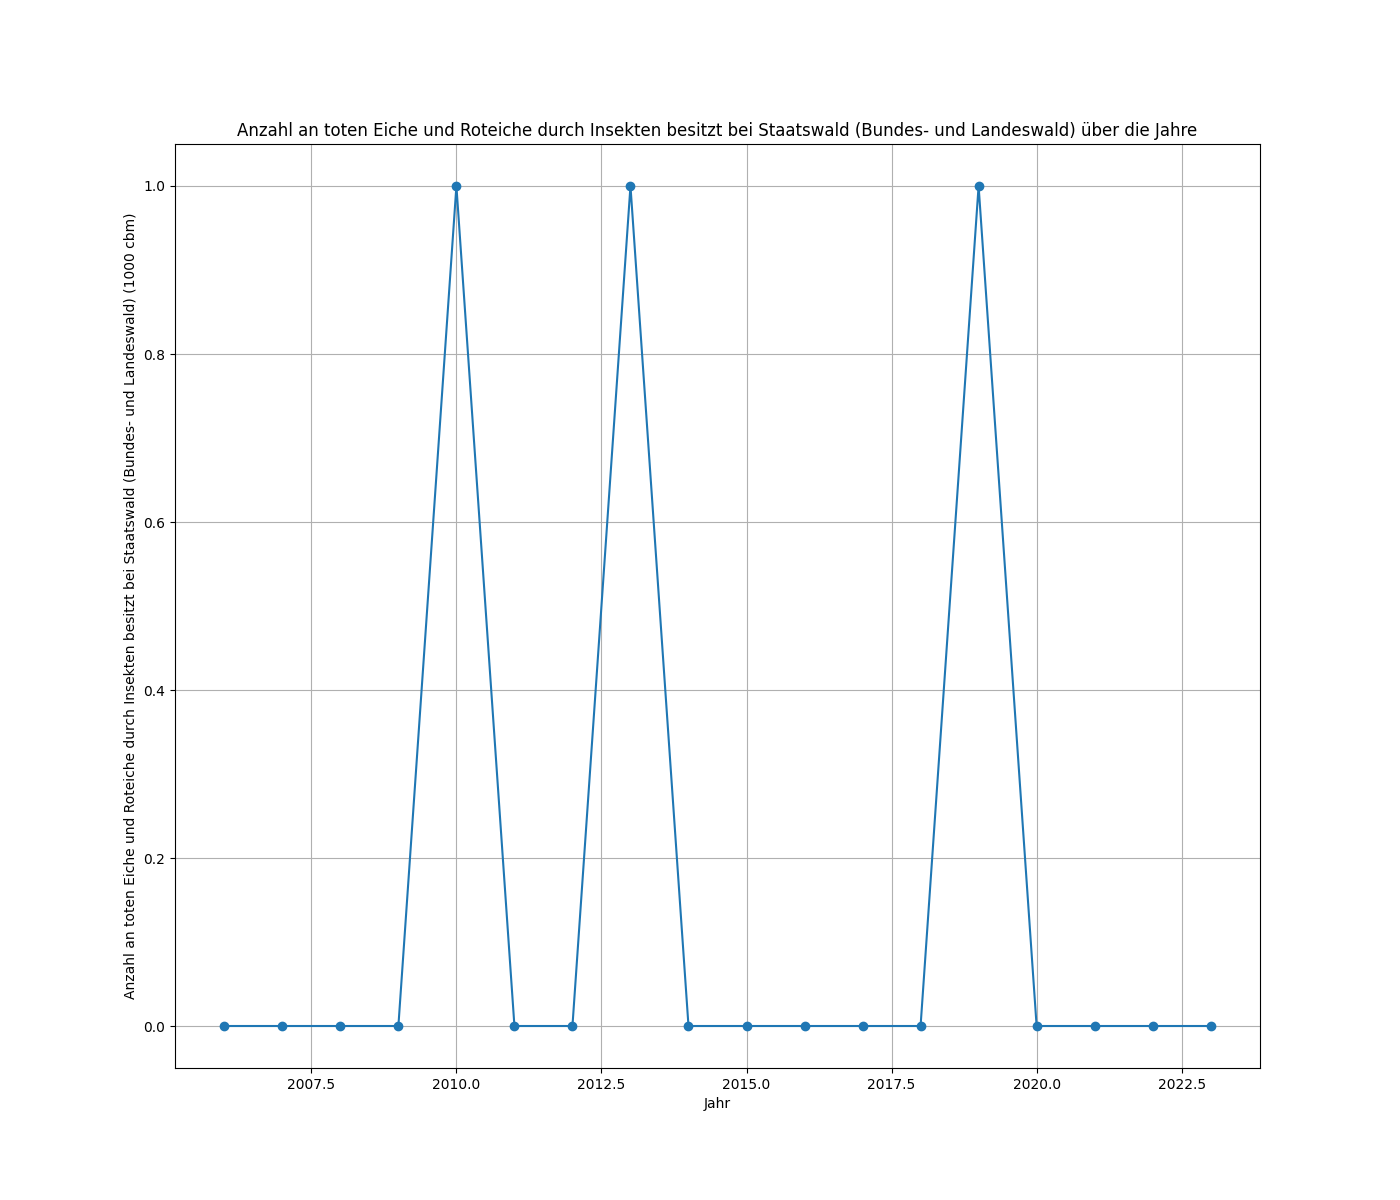 Anzahl an toten Eiche und Roteiche durch Insekten besitzt bei Staatswald (Bundes- und Landeswald) über die Jahre
Anzahl an toten Eiche und Roteiche durch Insekten besitzt bei Staatswald (Bundes- und Landeswald) (1000 cbm)
1.0
0.8
0.6
0.4
0.2
0.0
2007.5 2010.0 2012.5 2015.0 2017.5 2020.0 2022.5
Jahr